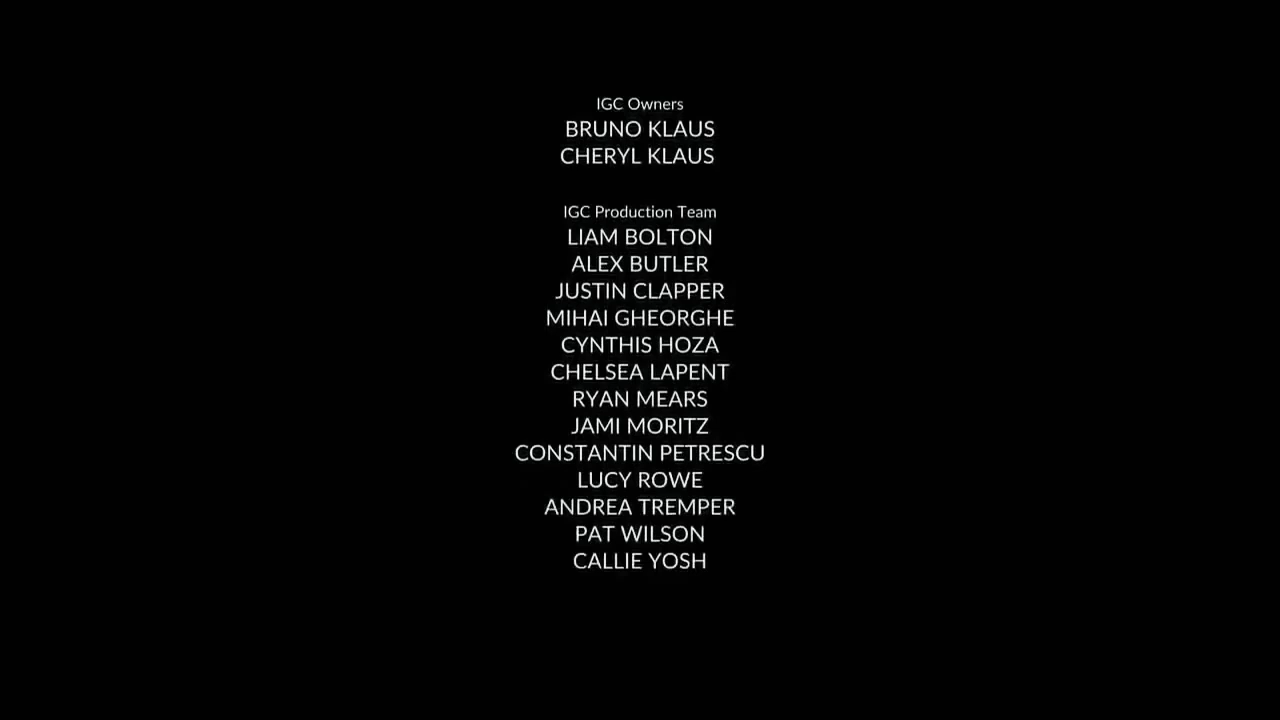 IGC Owners
BRUNO KLAUS
CHERYL KLAUS
IGC Production Team
LIAM BOLTON
ALEX BUTLER
JUSTIN CLAPPER
MIHAI GHEORGHE
CYNTHIS HOZA
CHELSEA LAPENT
RYAN MEARS
JAMI MORITZ
CONSTANTIN PETRESCU
LUCY ROWE
ANDREA TREMPER
PAT WILSON
CALLIE YOSH